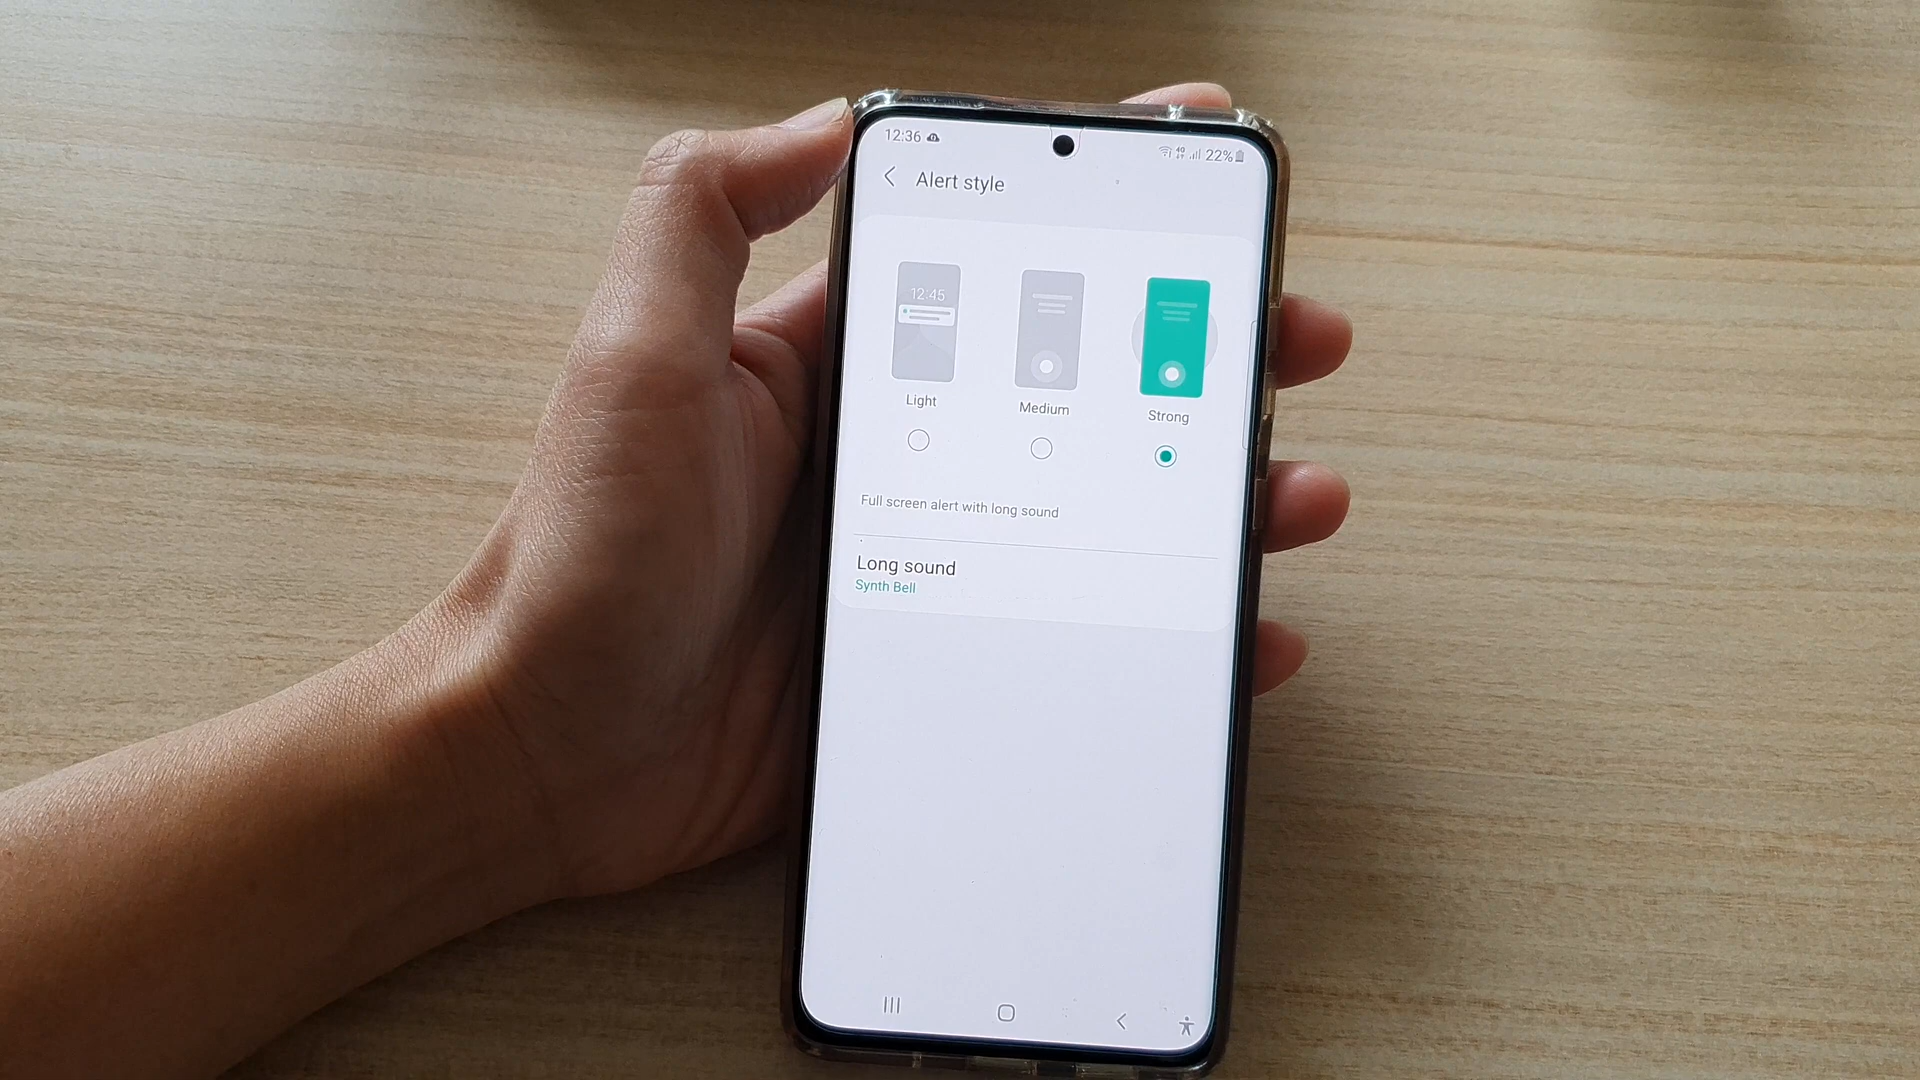 12:36
4G 22%
Alert style
12:45
Light
Medium
Strong
Full screen alert with long sound
Long sound
Synth Bell